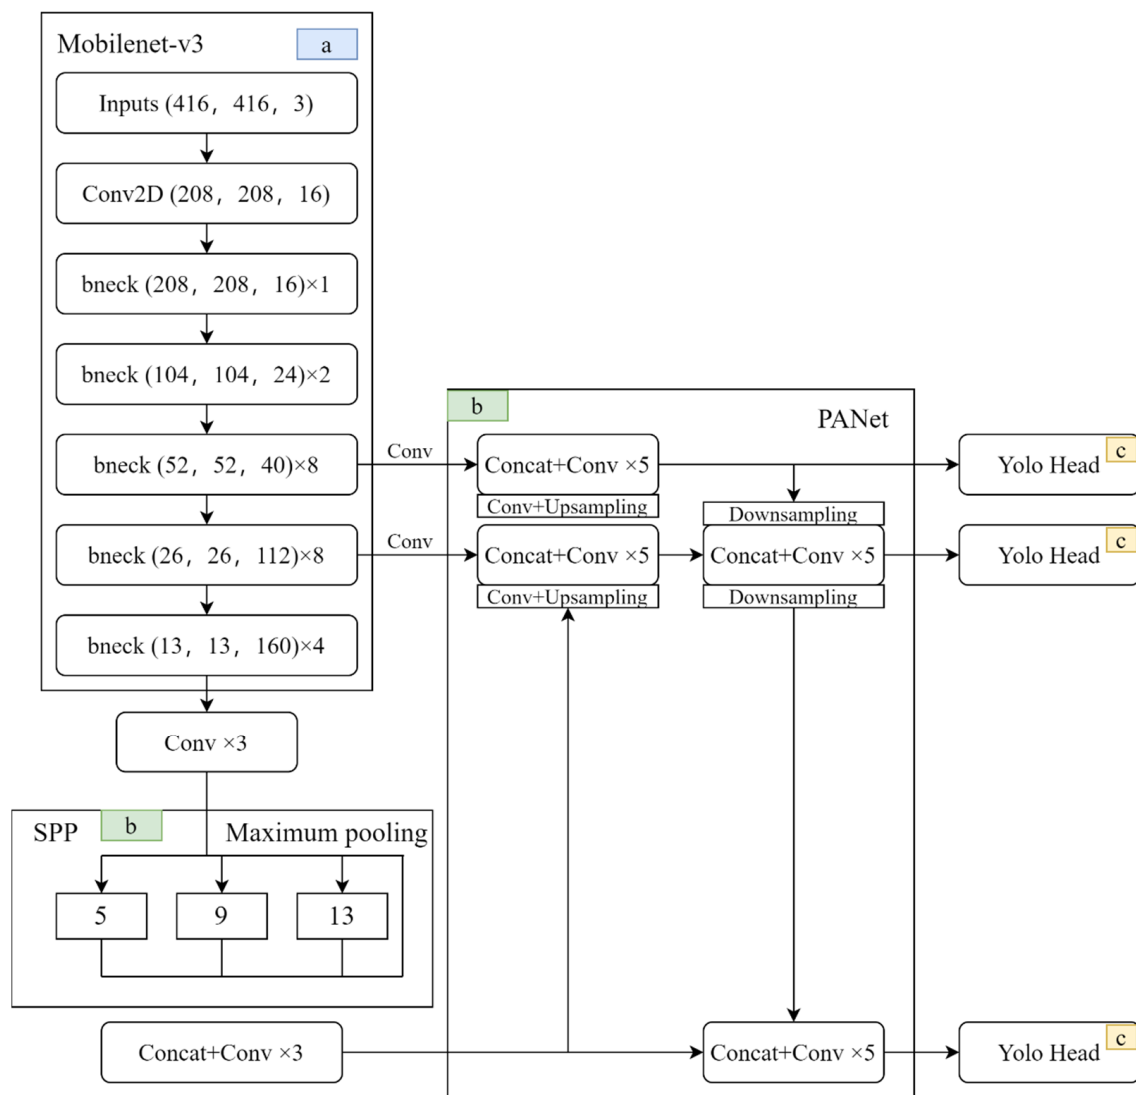 Mobilenet-v3
a
Inputs (416, 416, 3)
Conv2D (208, 208, 16)
bneck (208, 208, 16)×1
bneck (104, 104, 24)×2
bneck (52, 52, 40)×8
bneck (26, 26, 112)×8
bneck (13, 13, 160)×4
Conv ×3
SPP
b
Maximum pooling
5
9
13
Concat+Conv ×3
Conv
Conv
b
PANet
Concat+Conv ×5
Conv+Upsampling
Concat+Conv ×5
Conv+Upsampling
Downsampling
Concat+Conv ×5
Downsampling
Concat+Conv ×5
Yolo Head
c
Yolo Head
c
Yolo Head
c